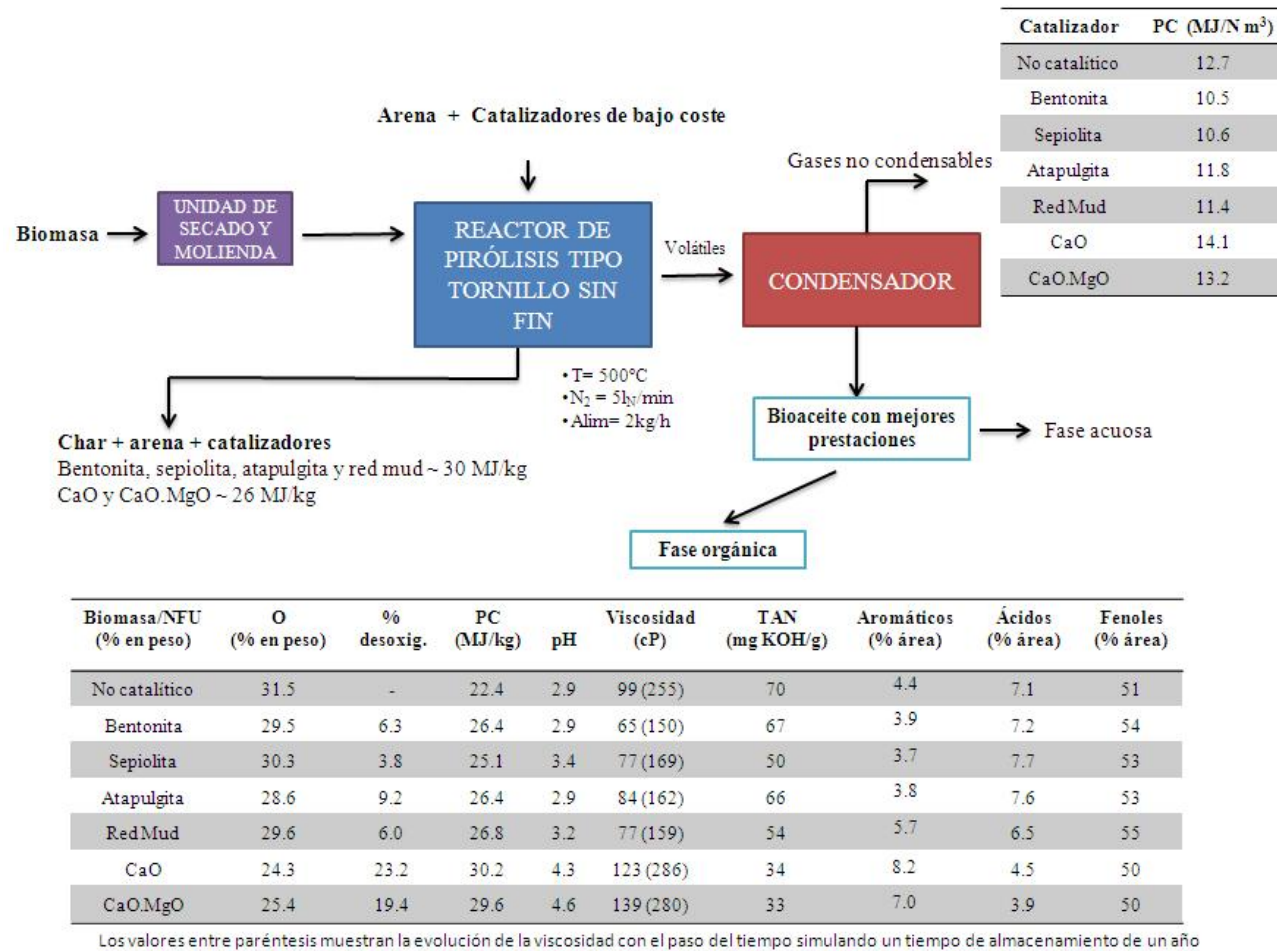 Catalizador PC (MJ/N m³)
No catalítico 12.7
Bentonita 10.5
Sepiolita 10.6
Atapulgita 11.8
Red Mud 11.4
CaO 14.1
CaO.MgO 13.2
Arena + Catalizadores de bajo coste
Gases no condensables
Biomasa
UNIDAD DE
SECADO Y
MOLIENDA
REACTOR DE
PIRÓLISIS TIPO
TORNILLO SIN
FIN
Volátiles
CONDENSADOR
•T= 500°C
•N₂ = 5lN/min
•Alim= 2kg/h
Char + arena + catalizadores
Bentonita, sepiolita, atapulgita y red mud ~ 30 MJ/kg
CaO y CaO.MgO ~ 26 MJ/kg
Bioaceite con mejores
prestaciones
Fase acuosa
Fase orgánica
Biomasa/NFU O % PC pH Viscosidad TAN Aromáticos Ácidos Fenoles
(% en peso) (% en peso) desoxig. (MJ/kg) (cP) (mg KOH/g) (% área) (% área) (% área)
No catalítico 31.5 - 22.4 2.9 99 (255) 70 4.4 7.1 51
Bentonita 29.5 6.3 26.4 2.9 65 (150) 67 3.9 7.2 54
Sepiolita 30.3 3.8 25.1 3.4 77 (169) 50 3.7 7.7 53
Atapulgita 28.6 9.2 26.4 2.9 84 (162) 66 3.8 7.6 53
Red Mud 29.6 6.0 26.8 3.2 77 (159) 54 5.7 6.5 55
CaO 24.3 23.2 30.2 4.3 123 (286) 34 8.2 4.5 50
CaO.MgO 25.4 19.4 29.6 4.6 139 (280) 33 7.0 3.9 50
Los valores entre paréntesis muestran la evolución de la viscosidad con el paso del tiempo simulando un tiempo de almacenamiento de un año